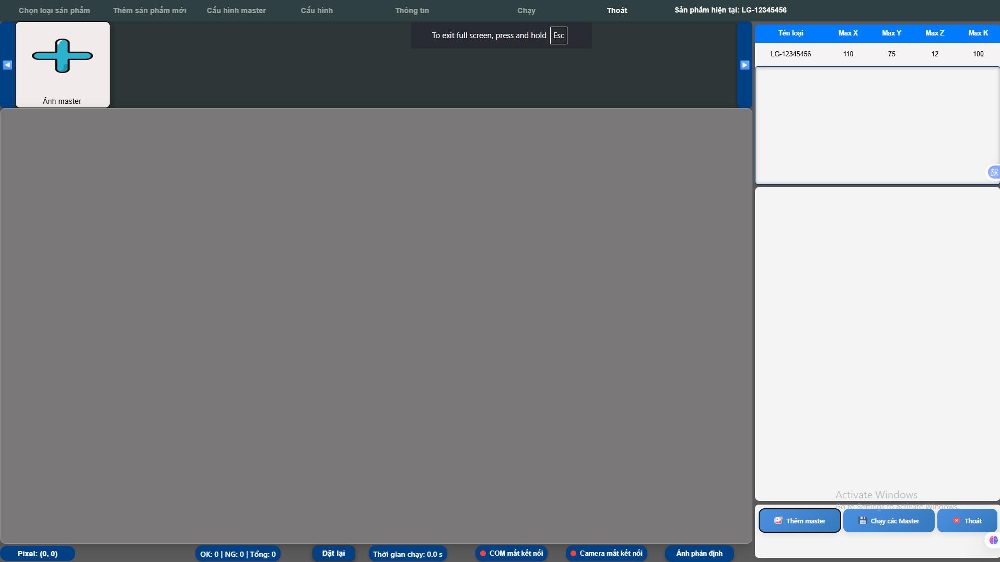 Chọn loại sản phẩm Thêm sản phẩm mới Cấu hình master Cấu hình Thông tin Chạy Thoát Sản phẩm hiện tại: LG-12345456
To exit full screen, press and hold Esc
Ảnh master
Tên loại Max X Max Y Max Z Max K
LG-12345456 110 75 12 100
Activate Windows
Go to Settings to activate Windows.
Thêm master Chạy các Master Thoát
Pixel: (0, 0) OK: 0 | NG: 0 | Tổng: 0 Đặt lại Thời gian chạy: 0.0 s COM mất kết nối Camera mất kết nối Ảnh phán định